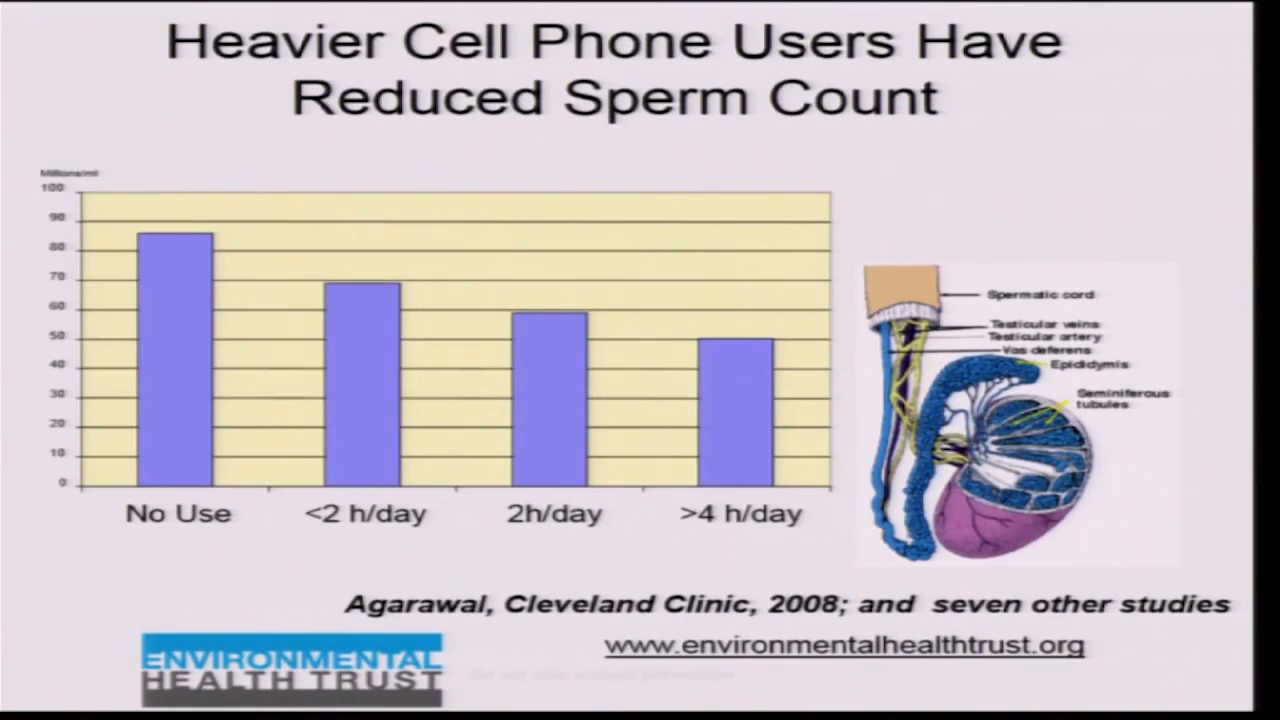 Heavier Cell Phone Users Have
Reduced Sperm Count
Millions/ml
100
90
80
70
60
50
40
30
20
10
0
No Use
<2 h/day
2h/day
>4 h/day
Spermatic cord
Testicular veins
Testicular artery
Vas deferens
Epididymis
Seminiferous
tubules
Agarawal, Cleveland Clinic, 2008; and seven other studies
www.environmentalhealthtrust.org
ENVIRONMENTAL
HEALTH TRUST